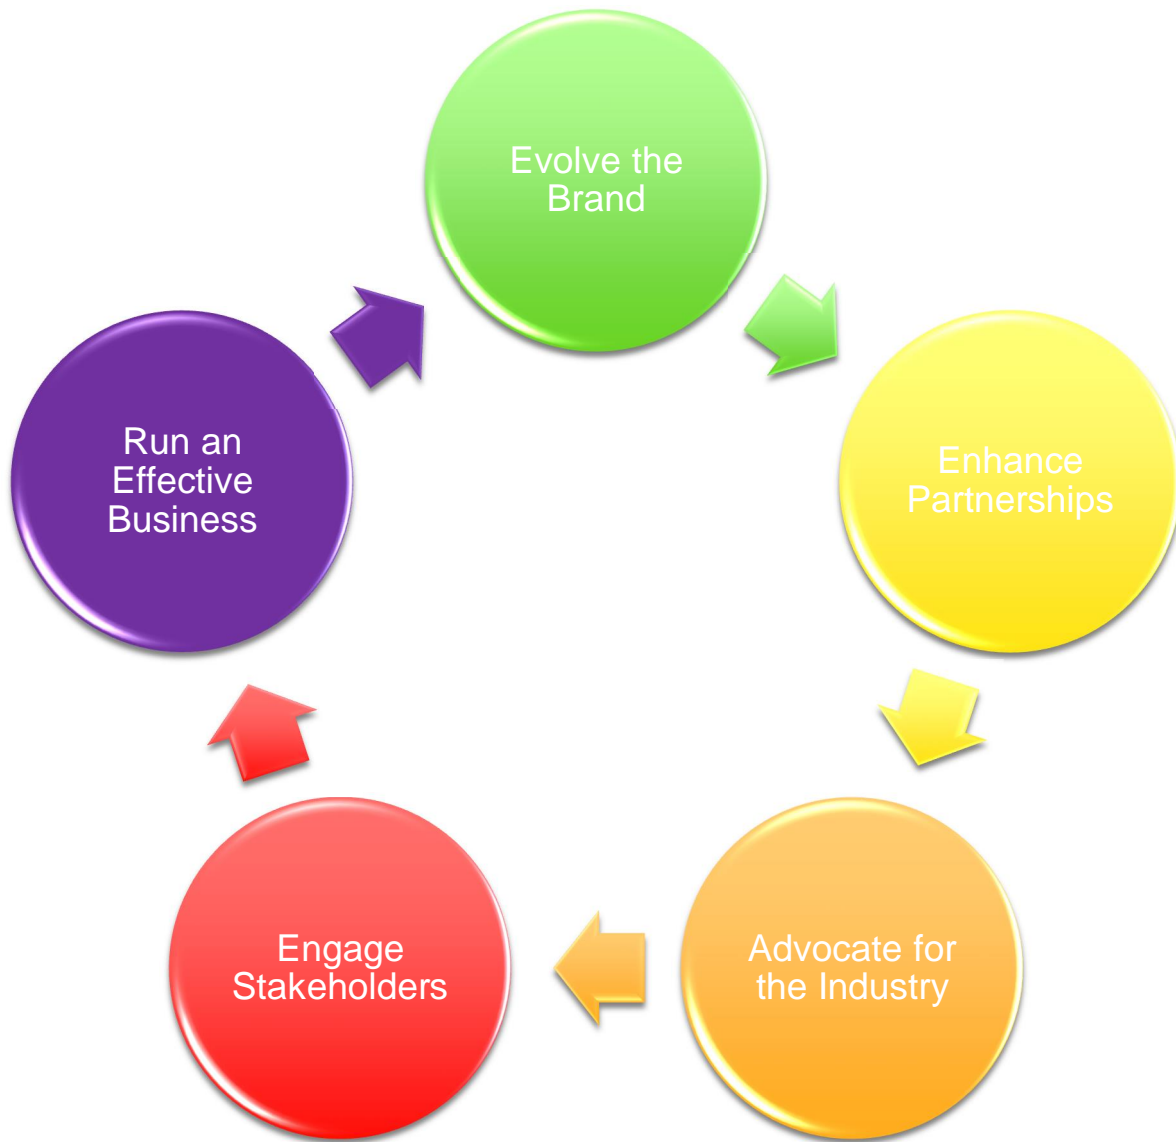 Evolve the
Brand
Enhance
Partnerships
Advocate for
the Industry
Engage
Stakeholders
Run an
Effective
Business